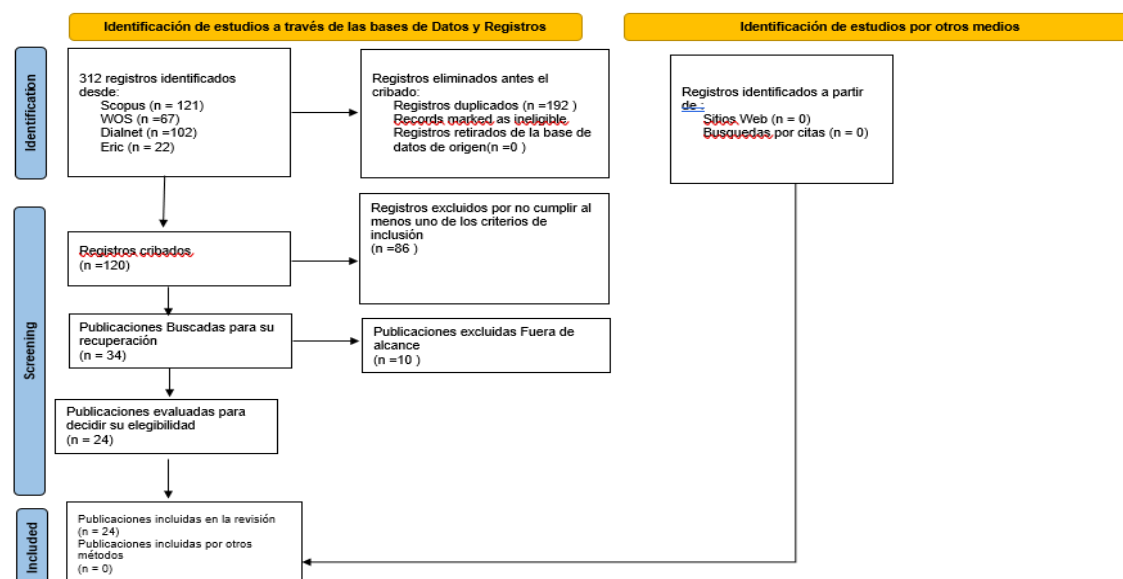 Identificación de estudios a través de las bases de Datos y Registros
Identificación de estudios por otros medios
Identification
312 registros identificados
desde:
Scopus (n = 121)
WOS (n =67)
Dialnet (n =102)
Eric (n = 22)
Registros eliminados antes el
cribado:
Registros duplicados (n =192 )
Records marked as ineligible
Registros retirados de la base de
datos de origen(n =0 )
Registros identificados a partir
de :
Sitios Web (n = 0)
Busquedas por citas (n = 0)
Screening
Registros cribados
(n =120)
Registros excluidos por no cumplir al
menos uno de los criterios de
inclusión
(n =86 )
Publicaciones Buscadas para su
recuperación
(n = 34)
Publicaciones excluidas Fuera de
alcance
(n =10 )
Publicaciones evaluadas para
decidir su elegibilidad
(n = 24)
Included
Publicaciones incluidas en la revisión
(n = 24)
Publicaciones incluidas por otros
métodos
(n = 0)